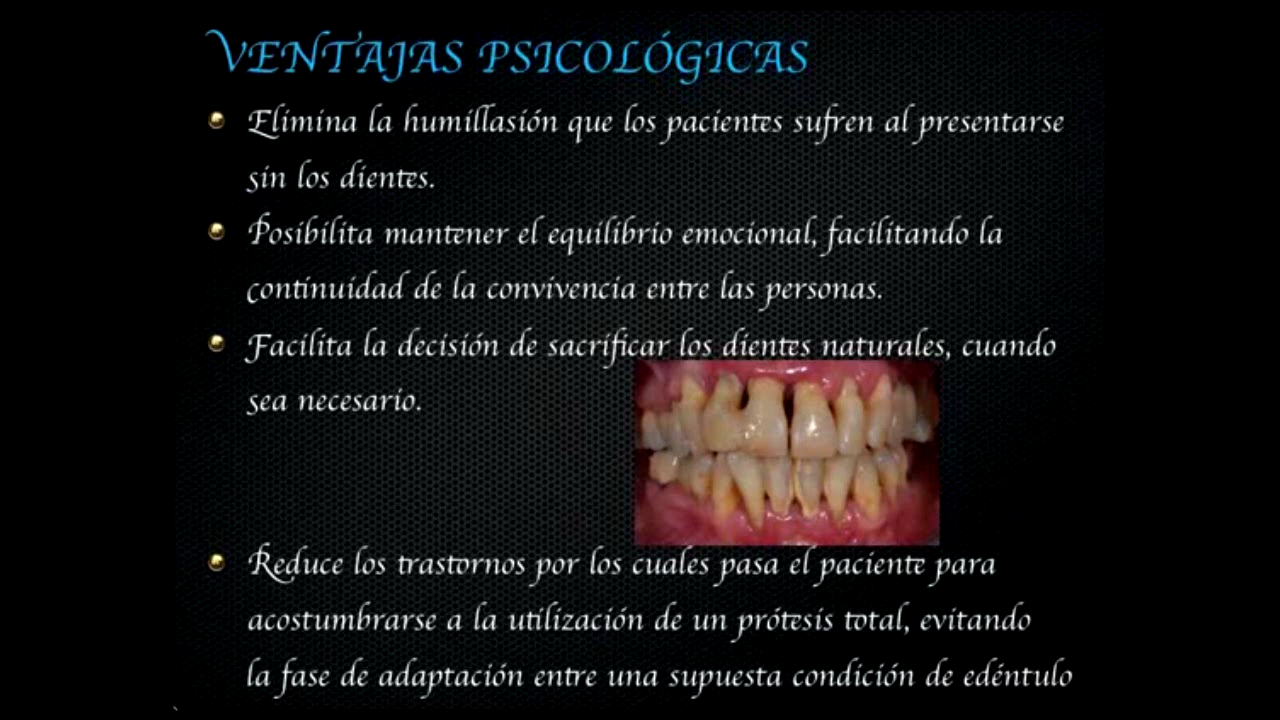 VENTAJAS PSICOLÓGICAS
Elimina la humillasión que los pacientes sufren al presentarse
sin los dientes.
Posibilita mantener el equilibrio emocional, facilitando la
continuidad de la convivencia entre las personas.
Facilita la decisión de sacrificar los dientes naturales, cuando
sea necesario.
Reduce los trastornos por los cuales pasa el paciente para
acostumbrarse a la utilización de un prótesis total, evitando
la fase de adaptación entre una supuesta condición de edéntulo